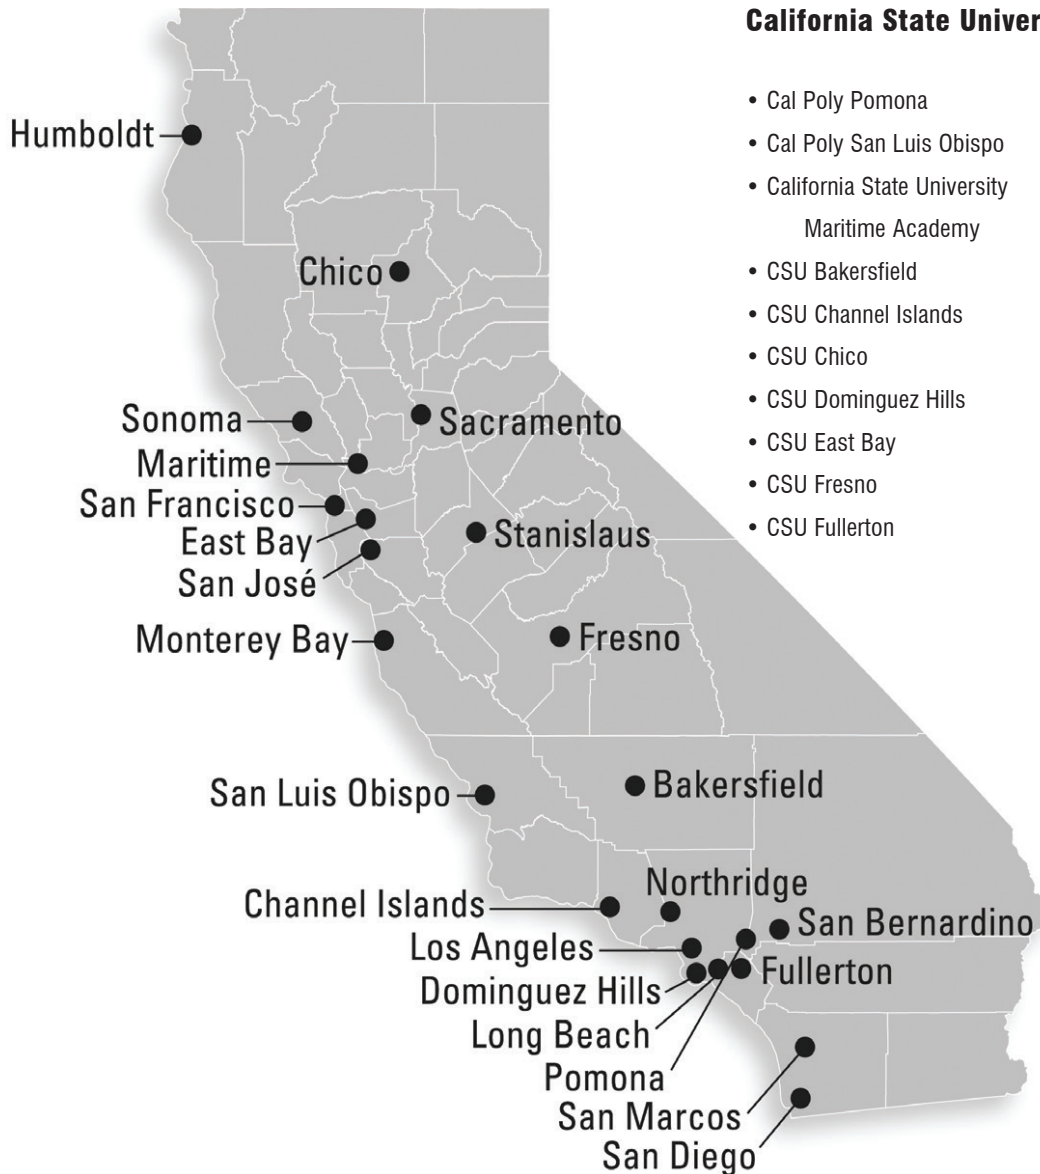 California State Univer
• Cal Poly Pomona
• Cal Poly San Luis Obispo
• California State University
Maritime Academy
• CSU Bakersfield
• CSU Channel Islands
• CSU Chico
• CSU Dominguez Hills
• CSU East Bay
• CSU Fresno
• CSU Fullerton
Humboldt
Chico
Sonoma
Sacramento
Maritime
San Francisco
East Bay
Stanislaus
San José
Monterey Bay
Fresno
San Luis Obispo
Bakersfield
Northridge
Channel Islands
San Bernardino
Los Angeles
Fullerton
Dominguez Hills
Long Beach
Pomona
San Marcos
San Diego